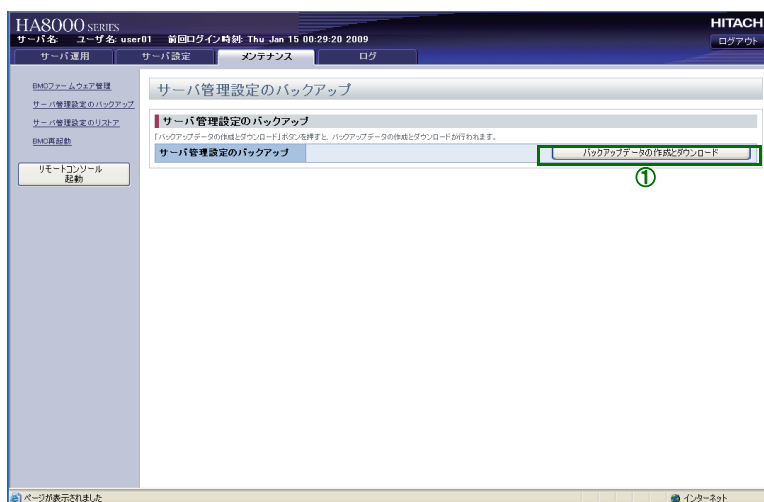 HA8000 SERIES
HITACH
サーバ名: ユーザ名: user01 前回ログイン時刻: Thu Jan 15 00:29:20 2009
ログアウト
サーバ運用 サーバ設定 メンテナンス ログ
BMCファームウェア管理
サーバ管理設定のバックアップ
サーバ管理設定のリストア
BMC再起動
リモートコンソール
起動
サーバ管理設定のバックアップ
サーバ管理設定のバックアップ
「バックアップデータの作成とダウンロード」ボタンを押すと、バックアップデータの作成とダウンロードが行われます。
サーバ管理設定のバックアップ バックアップデータの作成とダウンロード
①
ページが表示されました インターネット